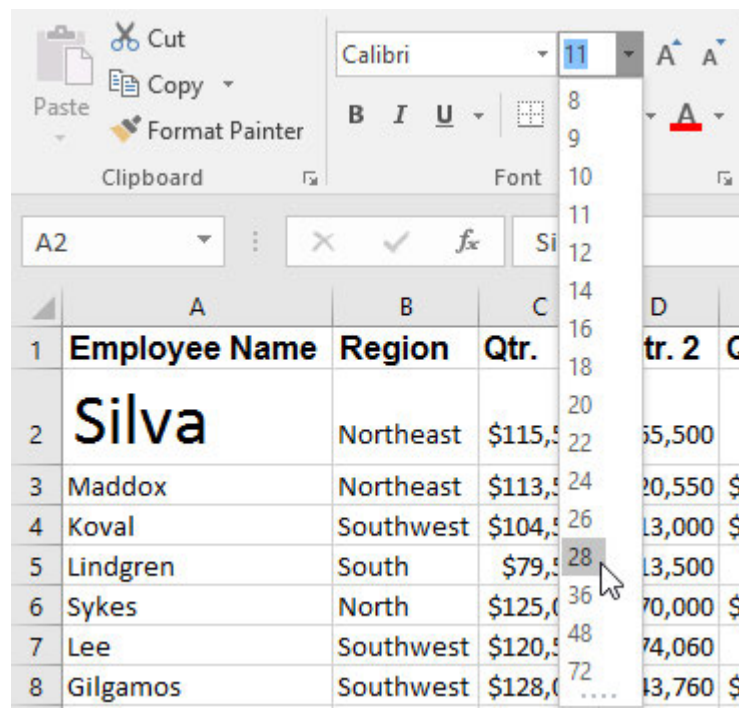 Cut
Copy
Paste
Format Painter
Clipboard
Calibri
11
A A
B I U
A
Font
8
9
10
11
12
14
16
18
20
22
24
26
28
36
48
72
A2
fx
Si
A B C D
1 Employee Name Region Qtr. tr. 2
2 Silva Northeast $115,5 65,500
3 Maddox Northeast $113,5 20,550 $
4 Koval Southwest $104,5 13,000 $
5 Lindgren South $79,5 13,500
6 Sykes North $125,0 70,000 $
7 Lee Southwest $120,5 74,060
8 Gilgamos Southwest $128,0 43,760 $